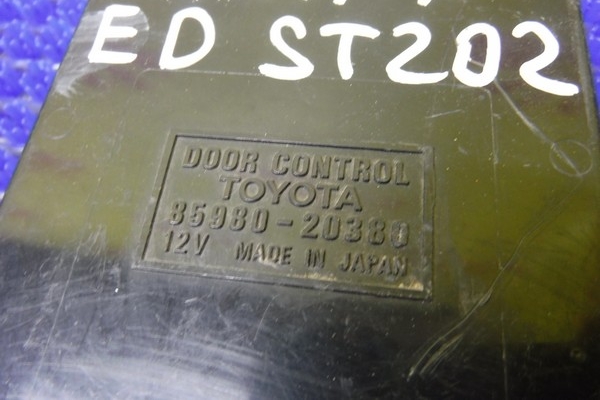 ED ST202
DOOR CONTROL
TOYOTA
85980-20380
12V MADE IN JAPAN